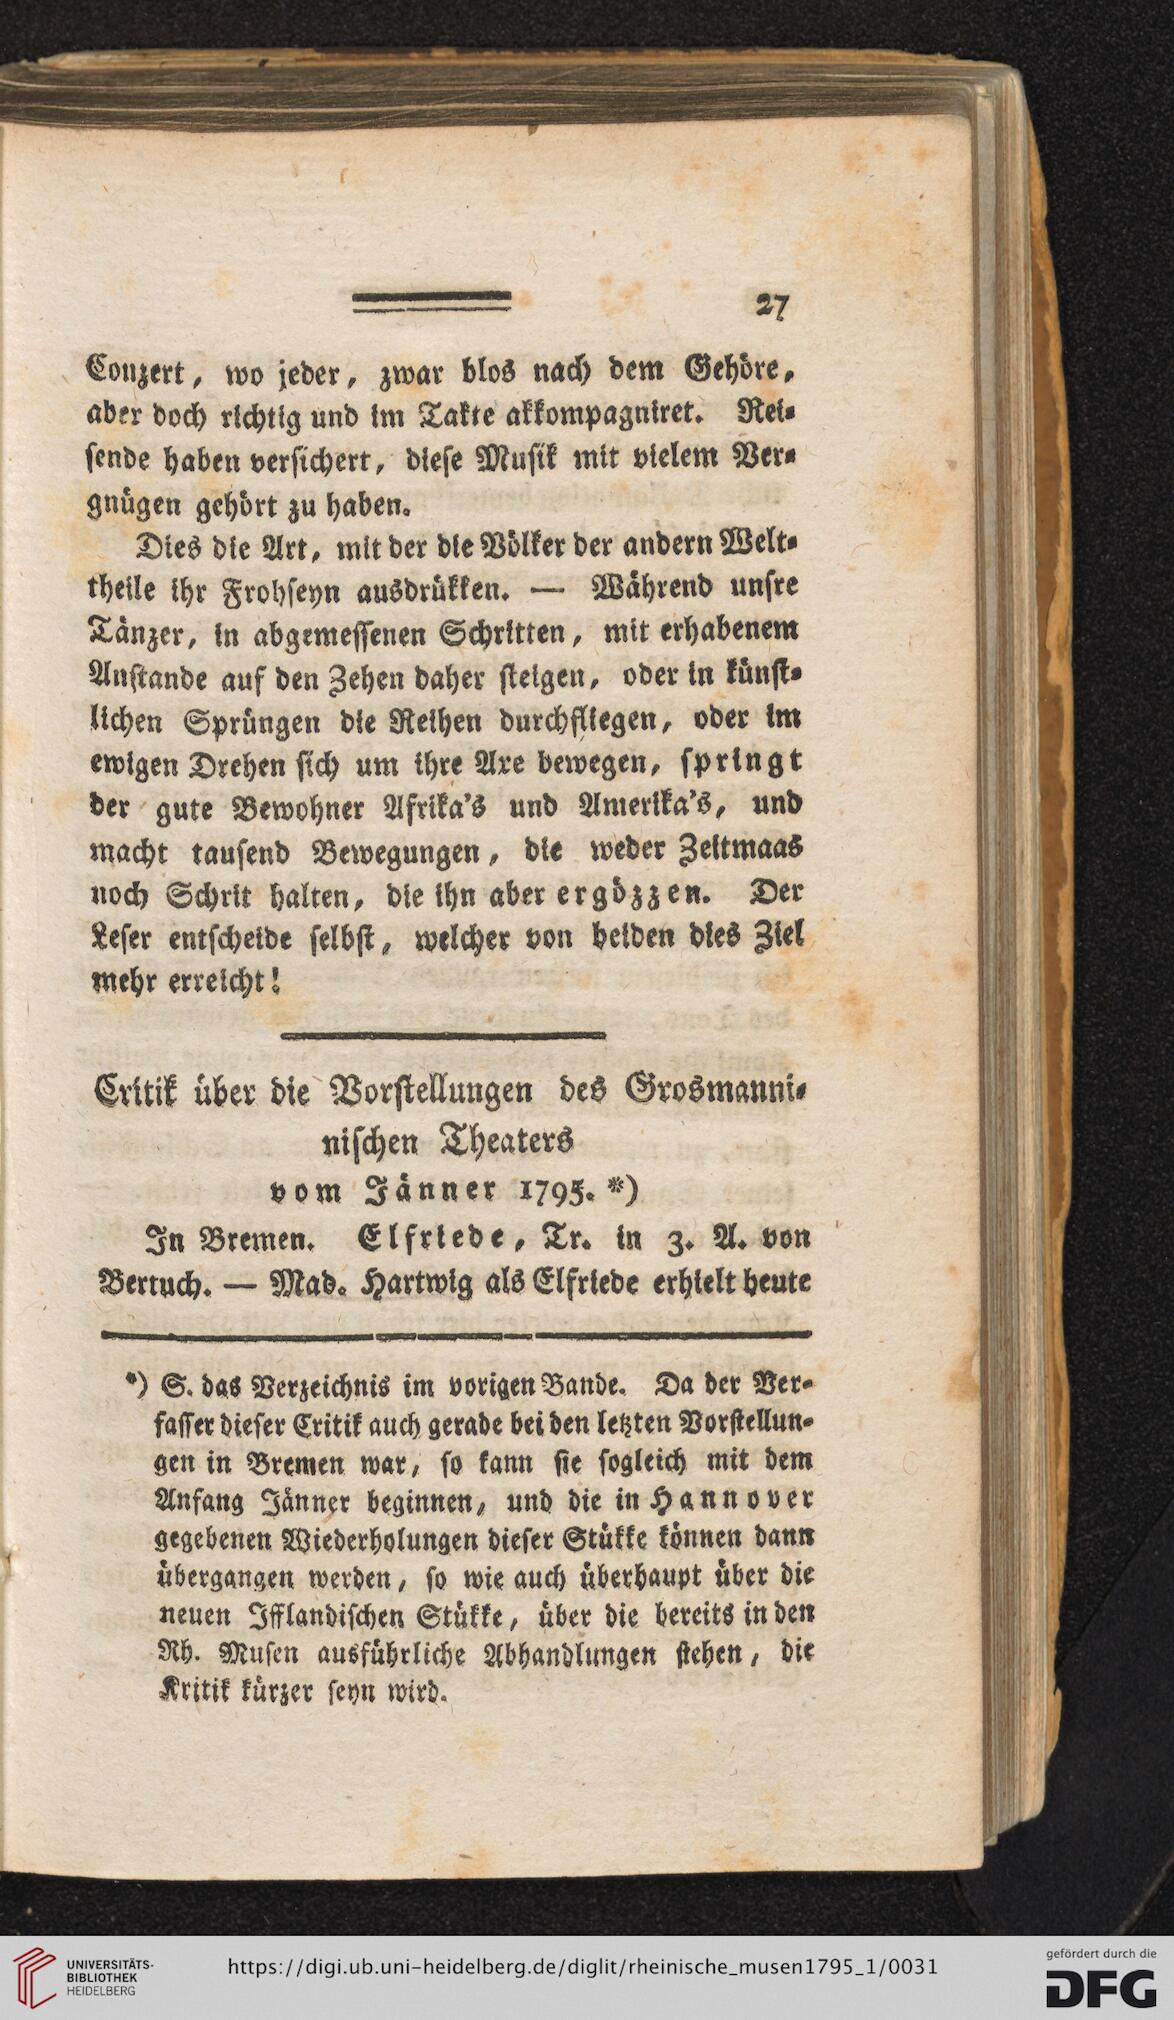 27
Conzert, wo jeder, zwar blos nach dem Gehöre,
aber doch richtig und im Takte akkompagniret. Rei-
sende haben versichert, diese Musik mit vielem Ver-
gnügen gehört zu haben.
Dies die Art, mit der die Völker der andern Welt-
theile ihr Frohseyn ausdrükken. — Während unsre
Tänzer, in abgemessenen Schritten, mit erhabenem
Anstande auf den Zehen daher steigen, oder in künst-
lichen Sprüngen die Reihen durchfliegen, oder im
ewigen Drehen sich um ihre Axe bewegen, springt
der gute Bewohner Afrika's und Amerika's, und
macht tausend Bewegungen, die weder Zeitmaas
noch Schrit halten, die ihn aber ergözzen. Der
Leser entscheide selbst, welcher von beiden dies Ziel
mehr erreicht!
Critik über die Vorstellungen des Grosmanni-
nischen Theaters
vom Jänner 1795. *)
In Bremen. Elfriede, Tr. in 3. A. von
Bertuch. — Mad. Hartwig als Elfriede erhielt heute
*) S. das Verzeichnis im vorigen Bande. Da der Ver-
fasser dieser Critik auch gerade bei den letzten Vorstellun-
gen in Bremen war, so kann sie sogleich mit dem
Anfang Jänner beginnen, und die in Hannover
gegebenen Wiederholungen dieser Stükke können dann
übergangen werden, so wie auch überhaupt über die
neuen Ifflandischen Stükke, über die bereits in den
Rh. Musen ausführliche Abhandlungen stehen, die
Kritik kürzer seyn wird.
UNIVERSITÄTS-
BIBLIOTHEK
HEIDELBERG
https://digi.ub.uni-heidelberg.de/diglit/rheinische_musen1795_1/0031
gefördert durch die
DFG